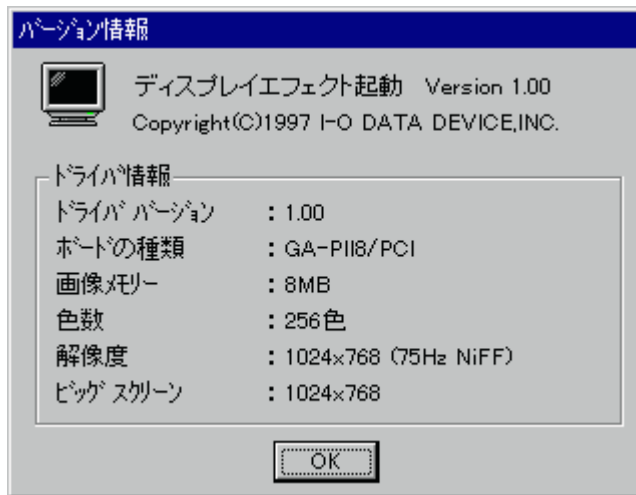 ﾊﾞｰｼﾞｮﾝ情報
ディスプレイエフェクト起動 Version 1.00
Copyright(C)1997 I-O DATA DEVICE,INC.
ﾄﾞﾗｲﾊﾞ情報
ﾄﾞﾗｲﾊﾞ ﾊﾞｰｼﾞｮﾝ : 1.00
ﾎﾞｰﾄﾞの種類 : GA-PII8/PCI
画像ﾒﾓﾘｰ : 8MB
色数 : 256色
解像度 : 1024×768 (75Hz NiFF)
ﾋﾞｯｸﾞ ｽｸﾘｰﾝ : 1024×768
OK